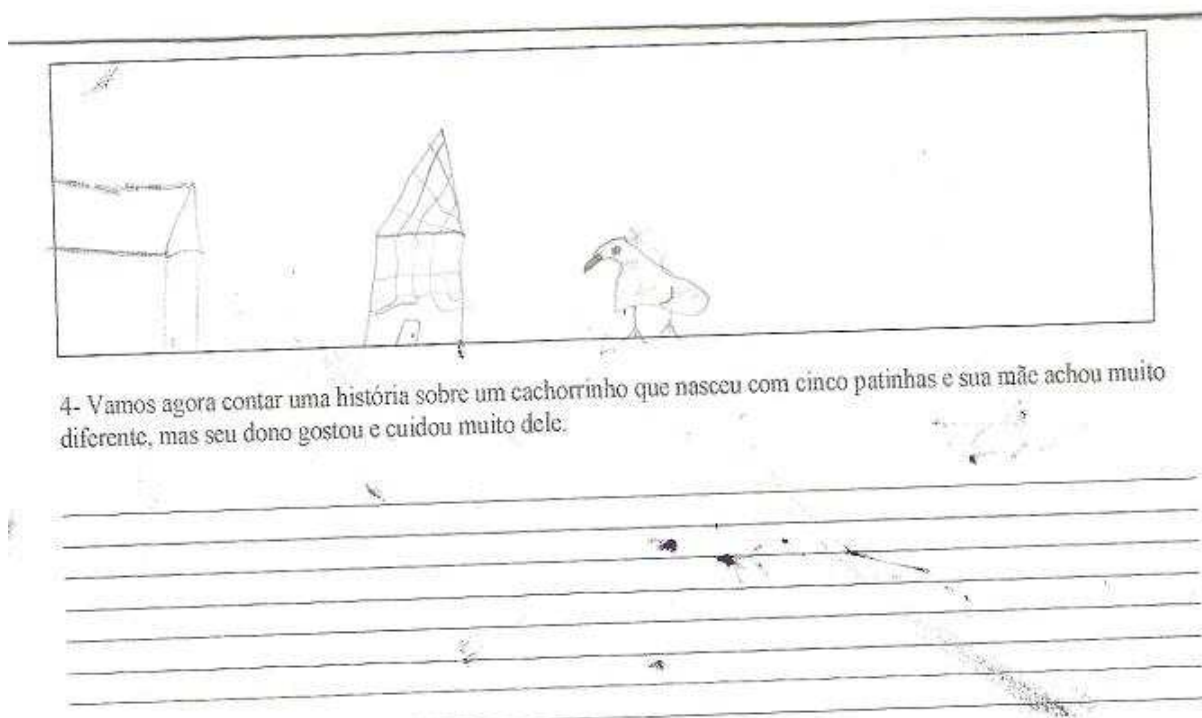 4- Vamos agora contar uma história sobre um cachorrinho que nasceu com cinco patinhas e sua mãe achou muito
diferente, mas seu dono gostou e cuidou muito dele.